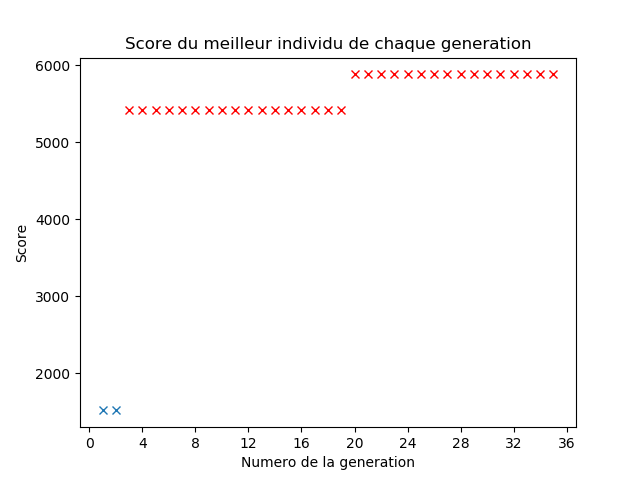 Score du meilleur individu de chaque generation
6000
5000
4000
3000
2000
Score
0 4 8 12 16 20 24 28 32 36
Numero de la generation